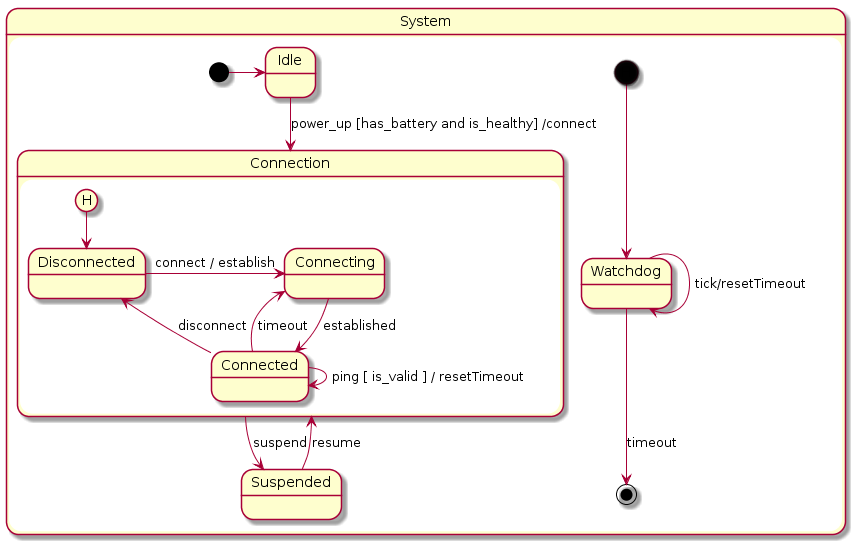 System
Idle
power_up [has_battery and is_healthy] /connect
Connection
H
Disconnected
connect / establish
Connecting
Watchdog
tick/resetTimeout
disconnect
timeout
established
Connected
ping [ is_valid ] / resetTimeout
suspend
resume
timeout
Suspended